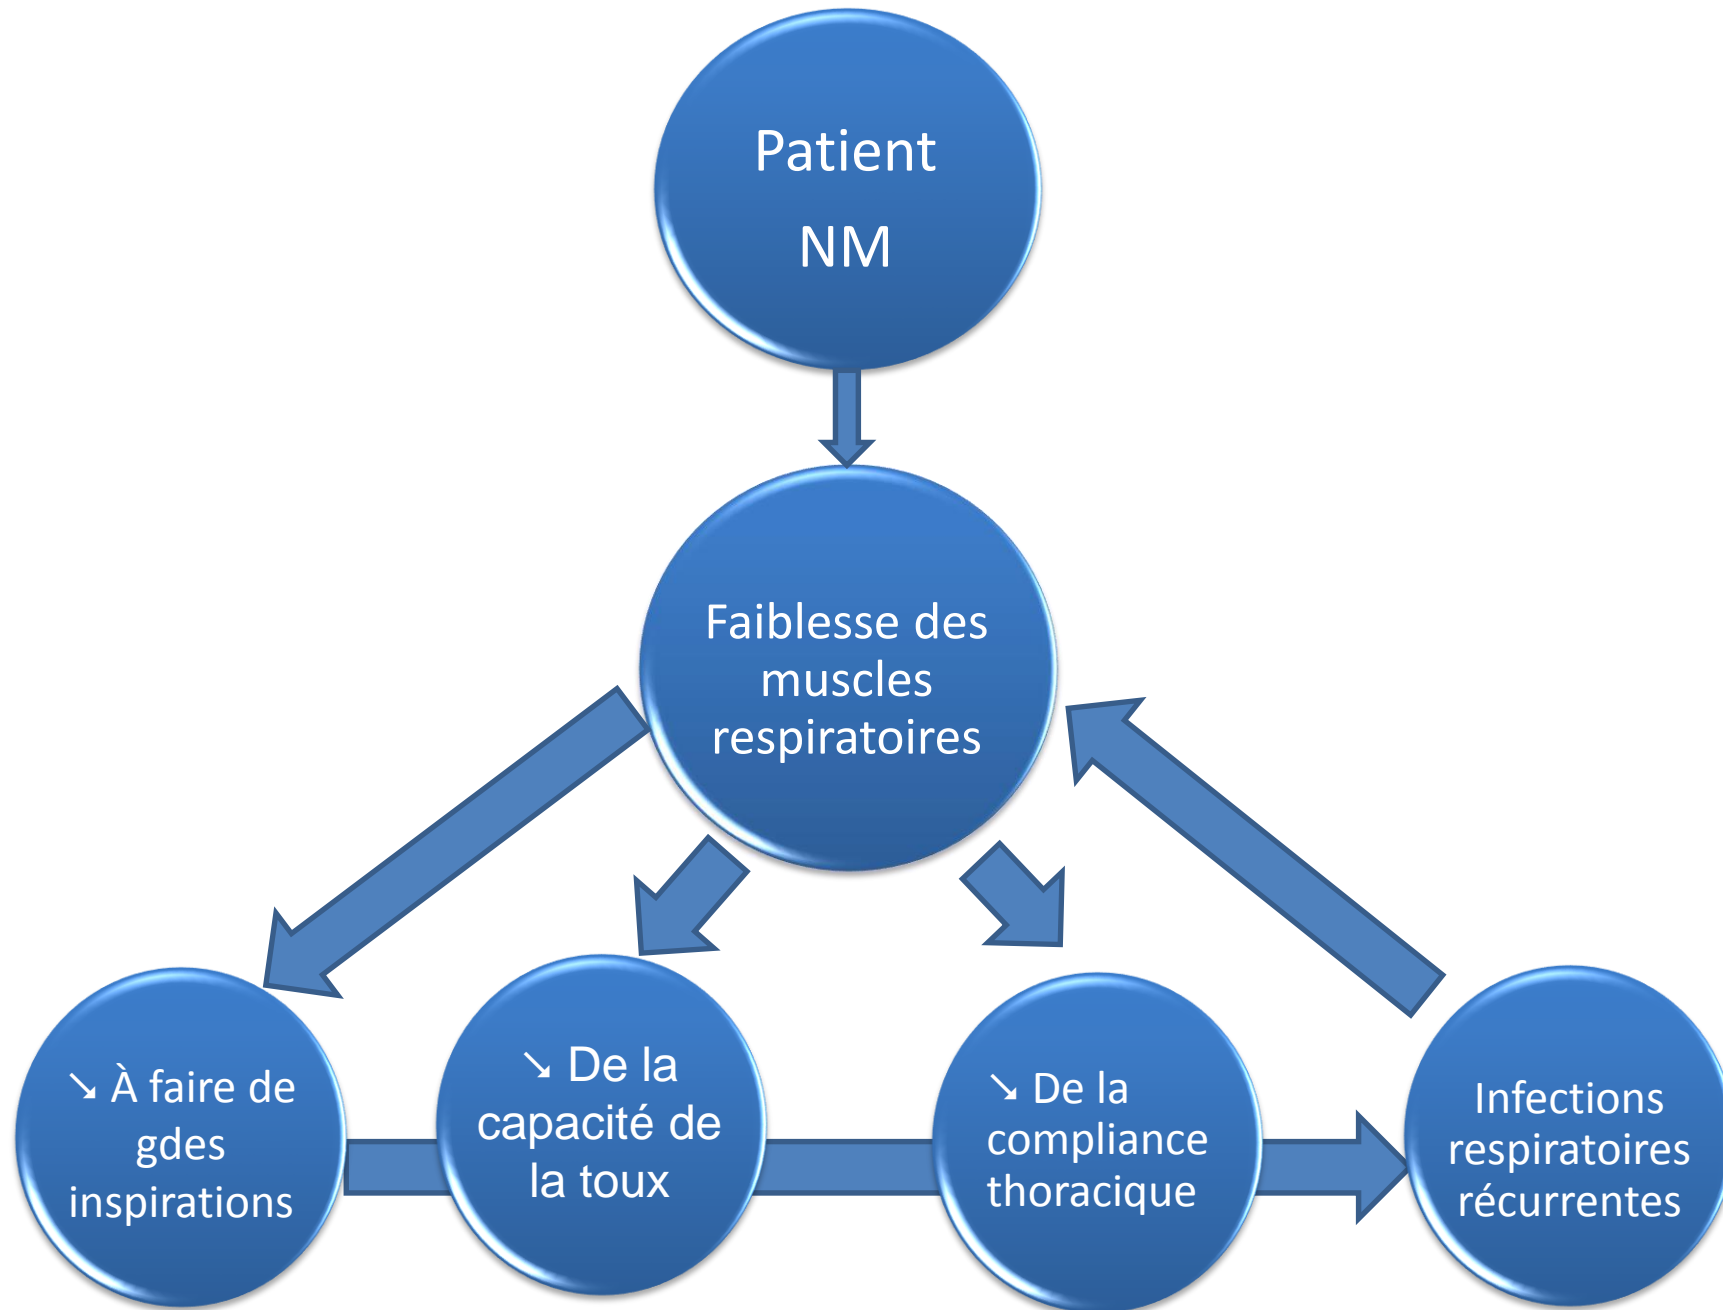 Patient
NM
Faiblesse des
muscles
respiratoires
↘ À faire de
gdes
inspirations
↘ De la
capacité de
la toux
↘ De la
compliance
thoracique
Infections
respiratoires
récurrentes